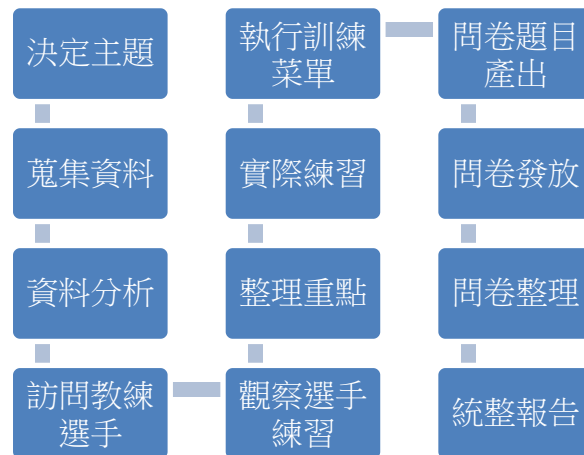 決定主題
蒐集資料
資料分析
訪問教練
選手
觀察選手
練習
整理重點
實際練習
執行訓練
菜單
問卷題目
產出
問卷發放
問卷整理
統整報告